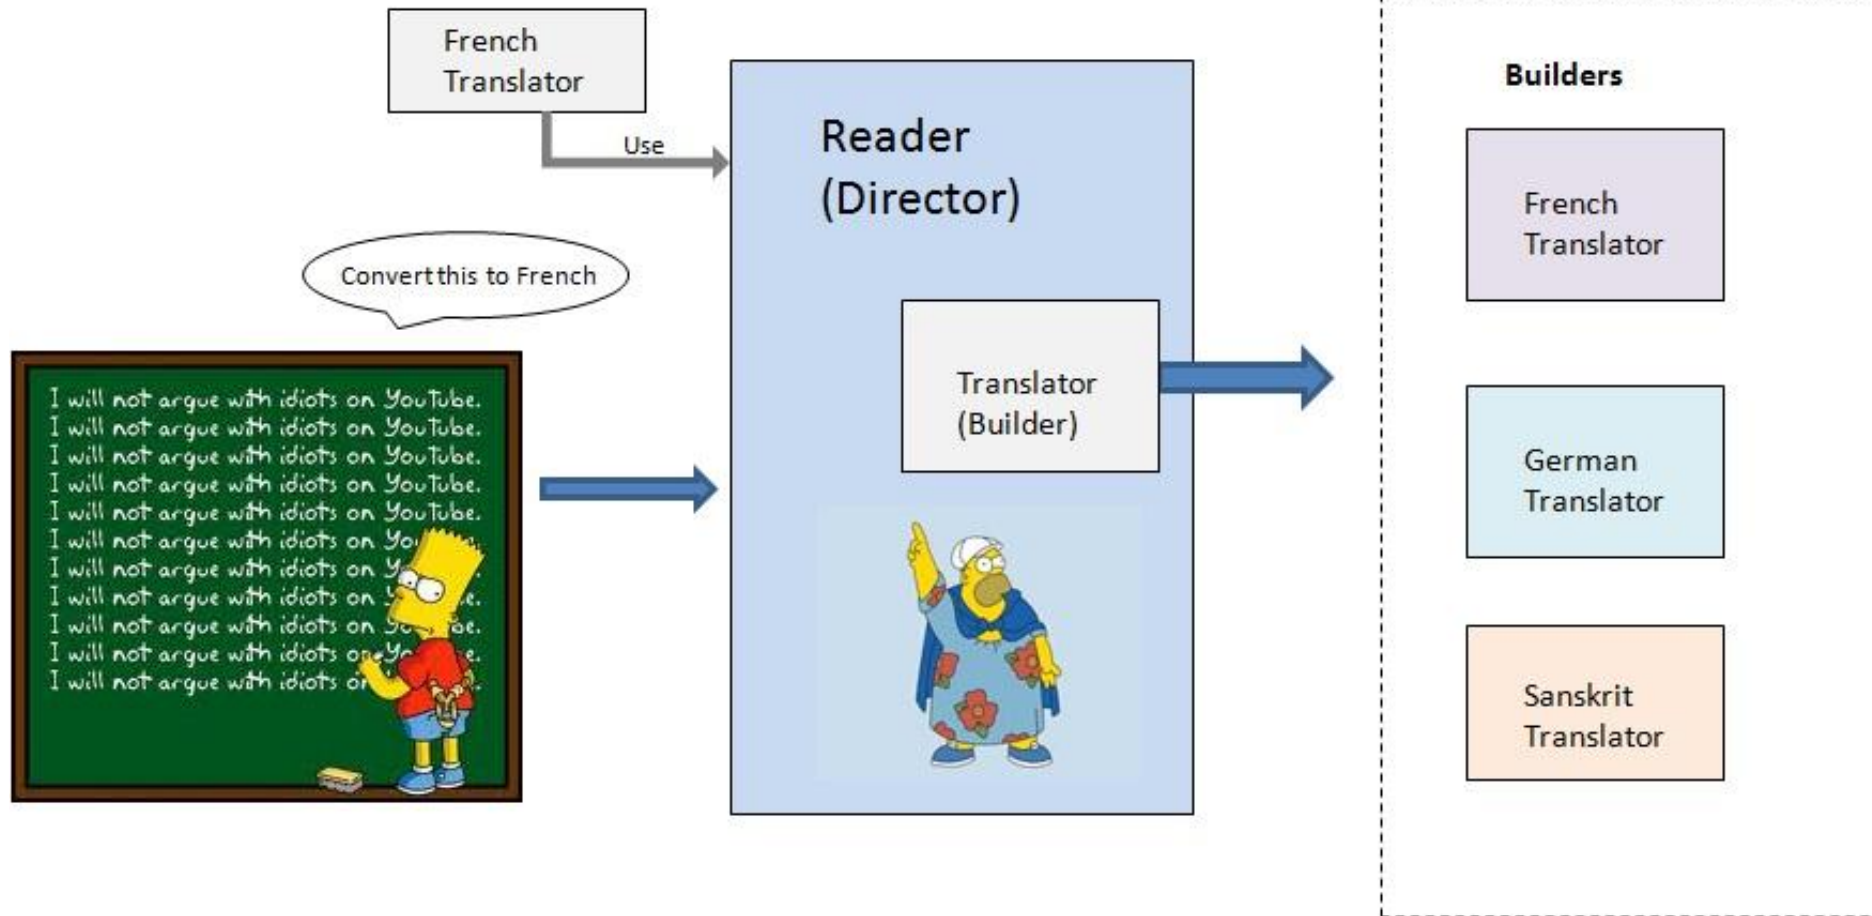 French
Translator
Use
Reader
(Director)
Convert this to French
I will not argue with idiots on YouTube.
I will not argue with idiots on YouTube.
I will not argue with idiots on YouTube.
I will not argue with idiots on YouTube.
I will not argue with idiots on YouTube.
I will not argue with idiots on
I will not argue with idiots on
I will not argue with idiots on
I will not argue with idiots on
I will not argue with idiots on
I will not argue with idiots
Translator
(Builder)
Builders
French
Translator
German
Translator
Sanskrit
Translator